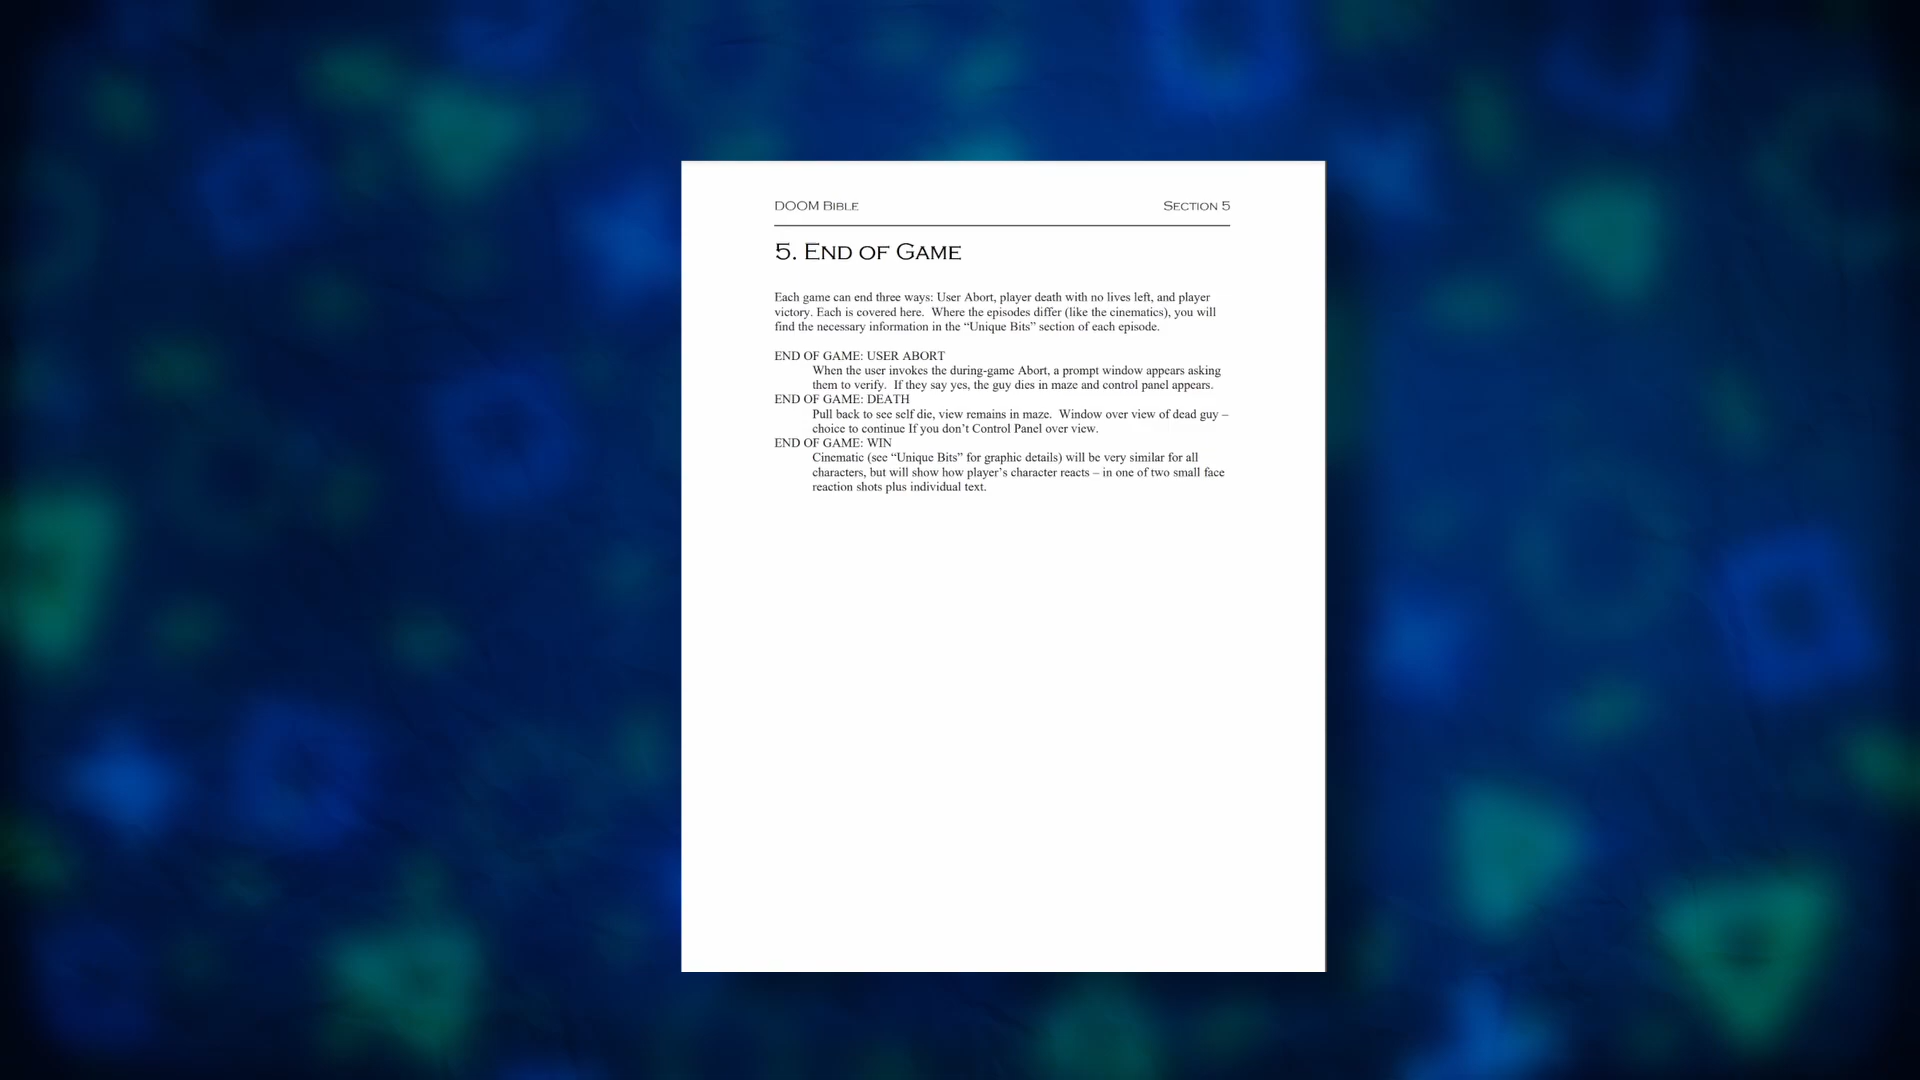 DOOM BIBLE SECTION 5
5. END OF GAME
Each game can end three ways: User Abort, player death with no lives left, and player
victory. Each is covered here.  Where the episodes differ (like the cinematics), you will
find the necessary information in the “Unique Bits” section of each episode.
END OF GAME: USER ABORT
When the user invokes the during-game Abort, a prompt window appears asking
them to verify.  If they say yes, the guy dies in maze and control panel appears.
END OF GAME: DEATH
Pull back to see self die, view remains in maze.  Window over view of dead guy –
choice to continue If you don’t Control Panel over view.
END OF GAME: WIN
Cinematic (see “Unique Bits” for graphic details) will be very similar for all
characters, but will show how player’s character reacts – in one of two small face
reaction shots plus individual text.